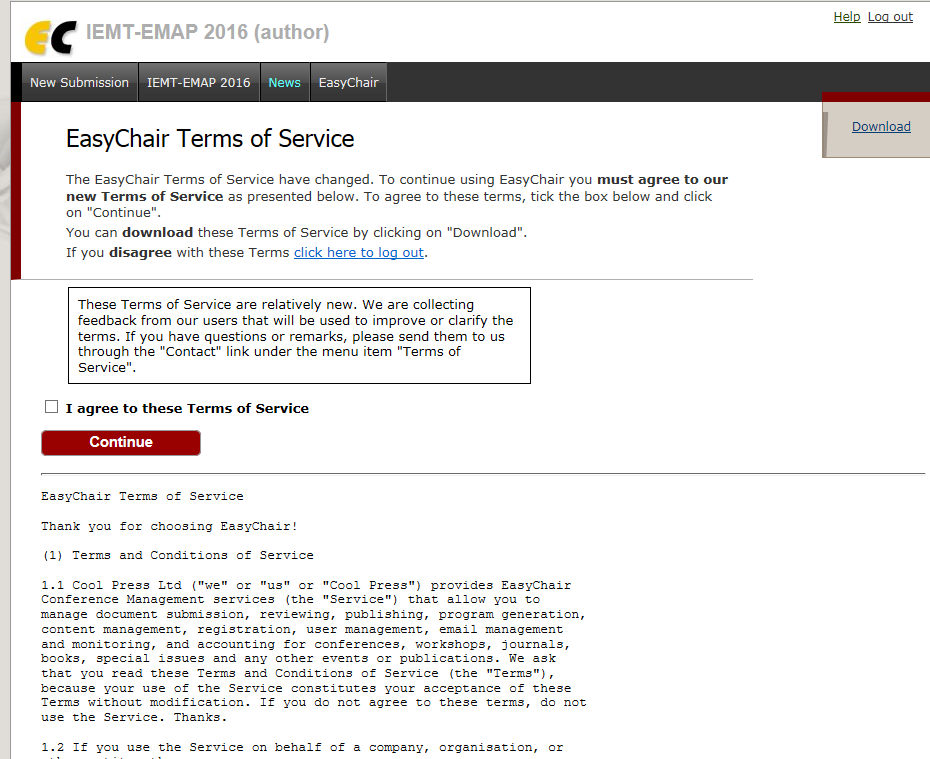 EC IEMT-EMAP 2016 (author)
Help Log out
New Submission IEMT-EMAP 2016 News EasyChair
Download
EasyChair Terms of Service
The EasyChair Terms of Service have changed. To continue using EasyChair you must agree to our
new Terms of Service as presented below. To agree to these terms, tick the box below and click
on "Continue".
You can download these Terms of Service by clicking on "Download".
If you disagree with these Terms click here to log out.
These Terms of Service are relatively new. We are collecting
feedback from our users that will be used to improve or clarify the
terms. If you have questions or remarks, please send them to us
through the "Contact" link under the menu item "Terms of
Service".
I agree to these Terms of Service
Continue
EasyChair Terms of Service
Thank you for choosing EasyChair!
(1) Terms and Conditions of Service
1.1 Cool Press Ltd ("we" or "us" or "Cool Press") provides EasyChair
Conference Management services (the "Service") that allow you to
manage document submission, reviewing, publishing, program generation,
content management, registration, user management, email management
and monitoring, and accounting for conferences, workshops, journals,
books, special issues and any other events or publications. We ask
that you read these Terms and Conditions of Service (the "Terms"),
because your use of the Service constitutes your acceptance of these
Terms without modification. If you do not agree to these terms, do not
use the Service. Thanks.
1.2 If you use the Service on behalf of a company, organisation, or